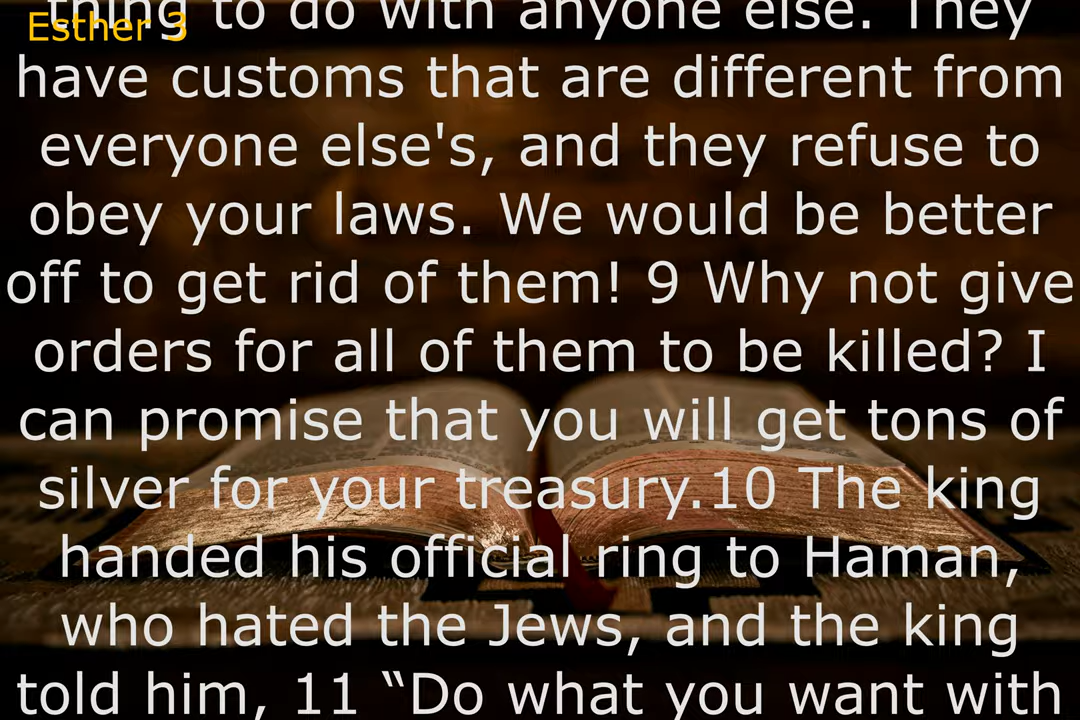 thing to do with anyone else. They
Esther 3
have customs that are different from
everyone else's, and they refuse to
obey your laws. We would be better
off to get rid of them! 9 Why not give
orders for all of them to be killed? I
can promise that you will get tons of
silver for your treasury.10 The king
handed his official ring to Haman,
who hated the Jews, and the king
told him, 11 “Do what you want with